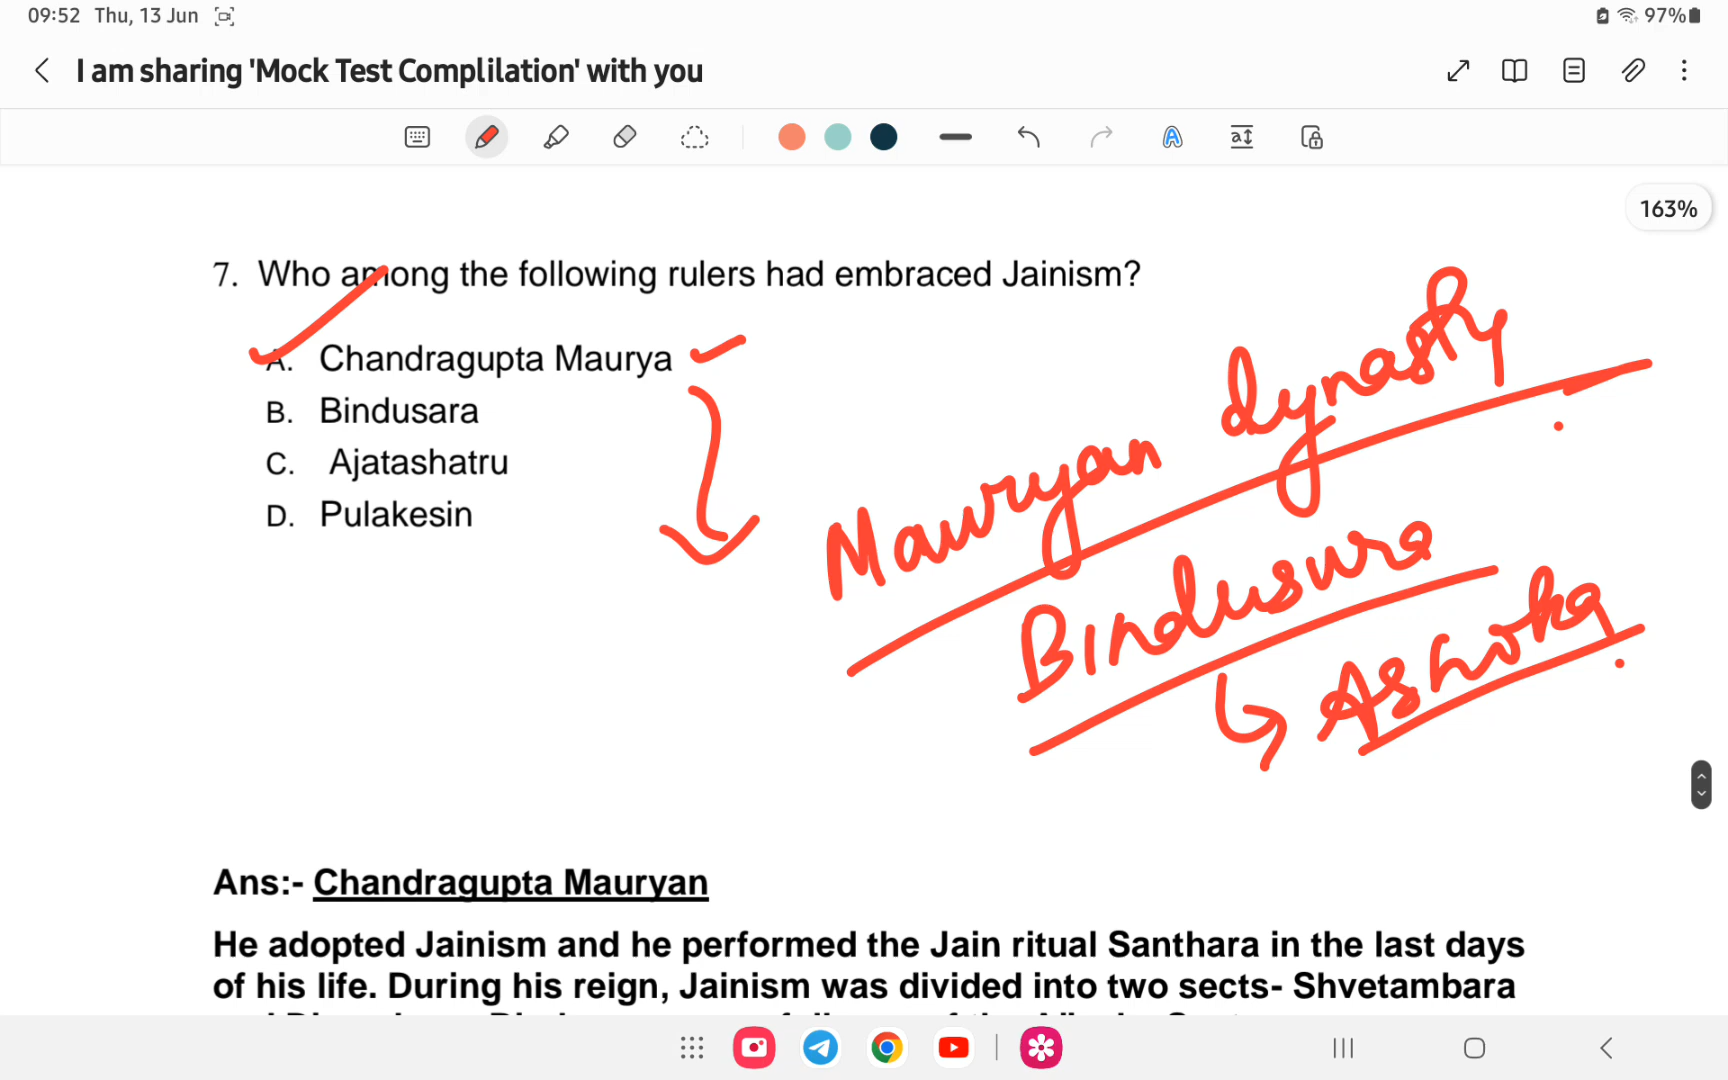 09:52 Thu, 13 Jun
97%
I am sharing 'Mock Test Complilation' with you
163%
7. Who among the following rulers had embraced Jainism?
A. Chandragupta Maurya
B. Bindusara
C. Ajatashatru
D. Pulakesin
Mauryan dynasty
Bindusura
Ashoka
Ans:- Chandragupta Mauryan
He adopted Jainism and he performed the Jain ritual Santhara in the last days
of his life. During his reign, Jainism was divided into two sects- Shvetambara